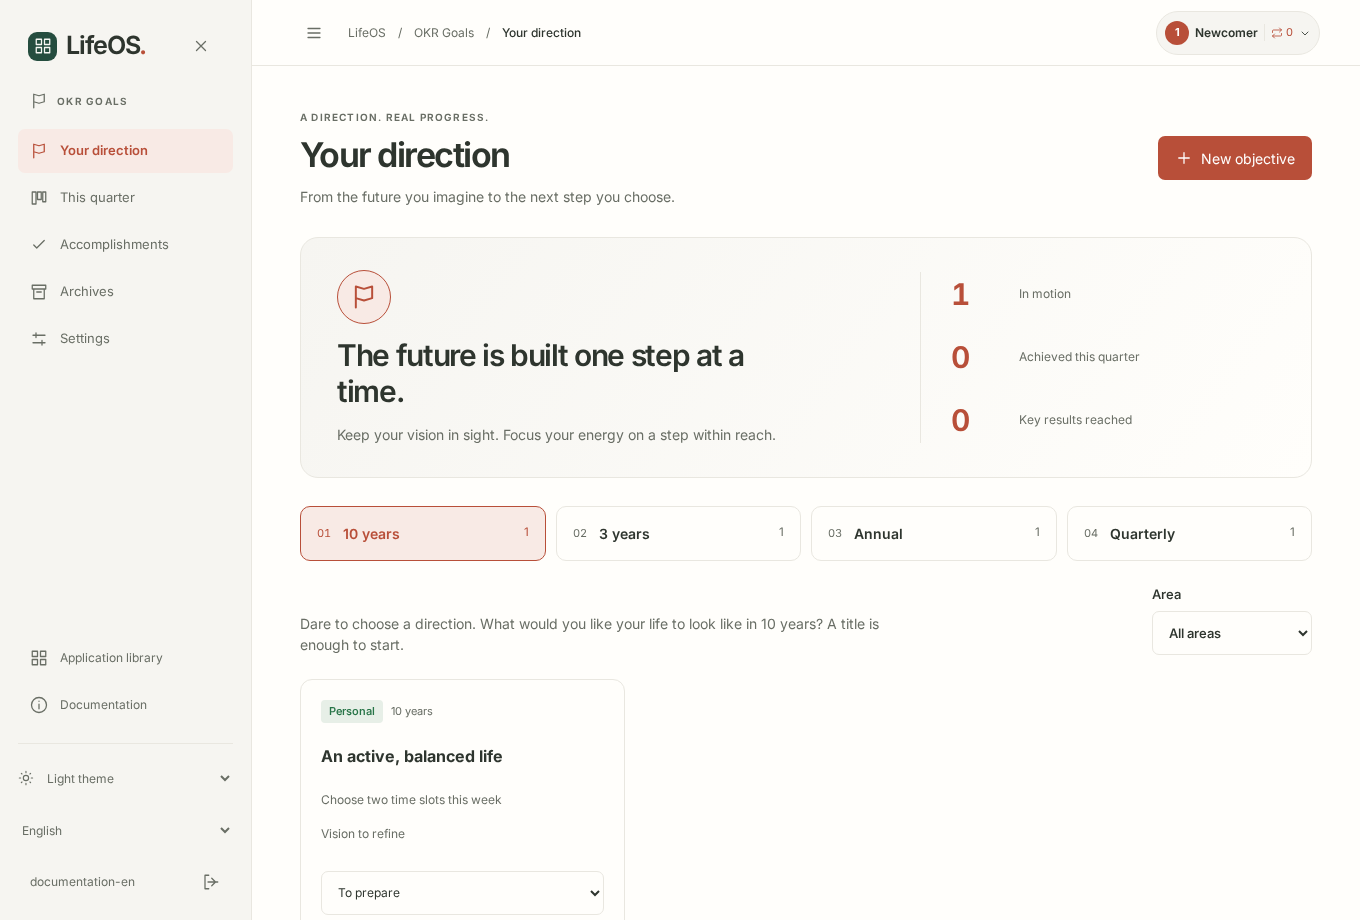 LifeOS.
OKR GOALS
Your direction
This quarter
Accomplishments
Archives
Settings
Application library
Documentation
Light theme
English
documentation-en
LifeOS / OKR Goals / Your direction
1 Newcomer 0
A DIRECTION. REAL PROGRESS.
Your direction
From the future you imagine to the next step you choose.
New objective
The future is built one step at a
time.
Keep your vision in sight. Focus your energy on a step within reach.
1 In motion
0 Achieved this quarter
0 Key results reached
01 10 years 1
02 3 years 1
03 Annual 1
04 Quarterly 1
Dare to choose a direction. What would you like your life to look like in 10 years? A title is
enough to start.
Area
All areas
Personal 10 years
An active, balanced life
Choose two time slots this week
Vision to refine
To prepare